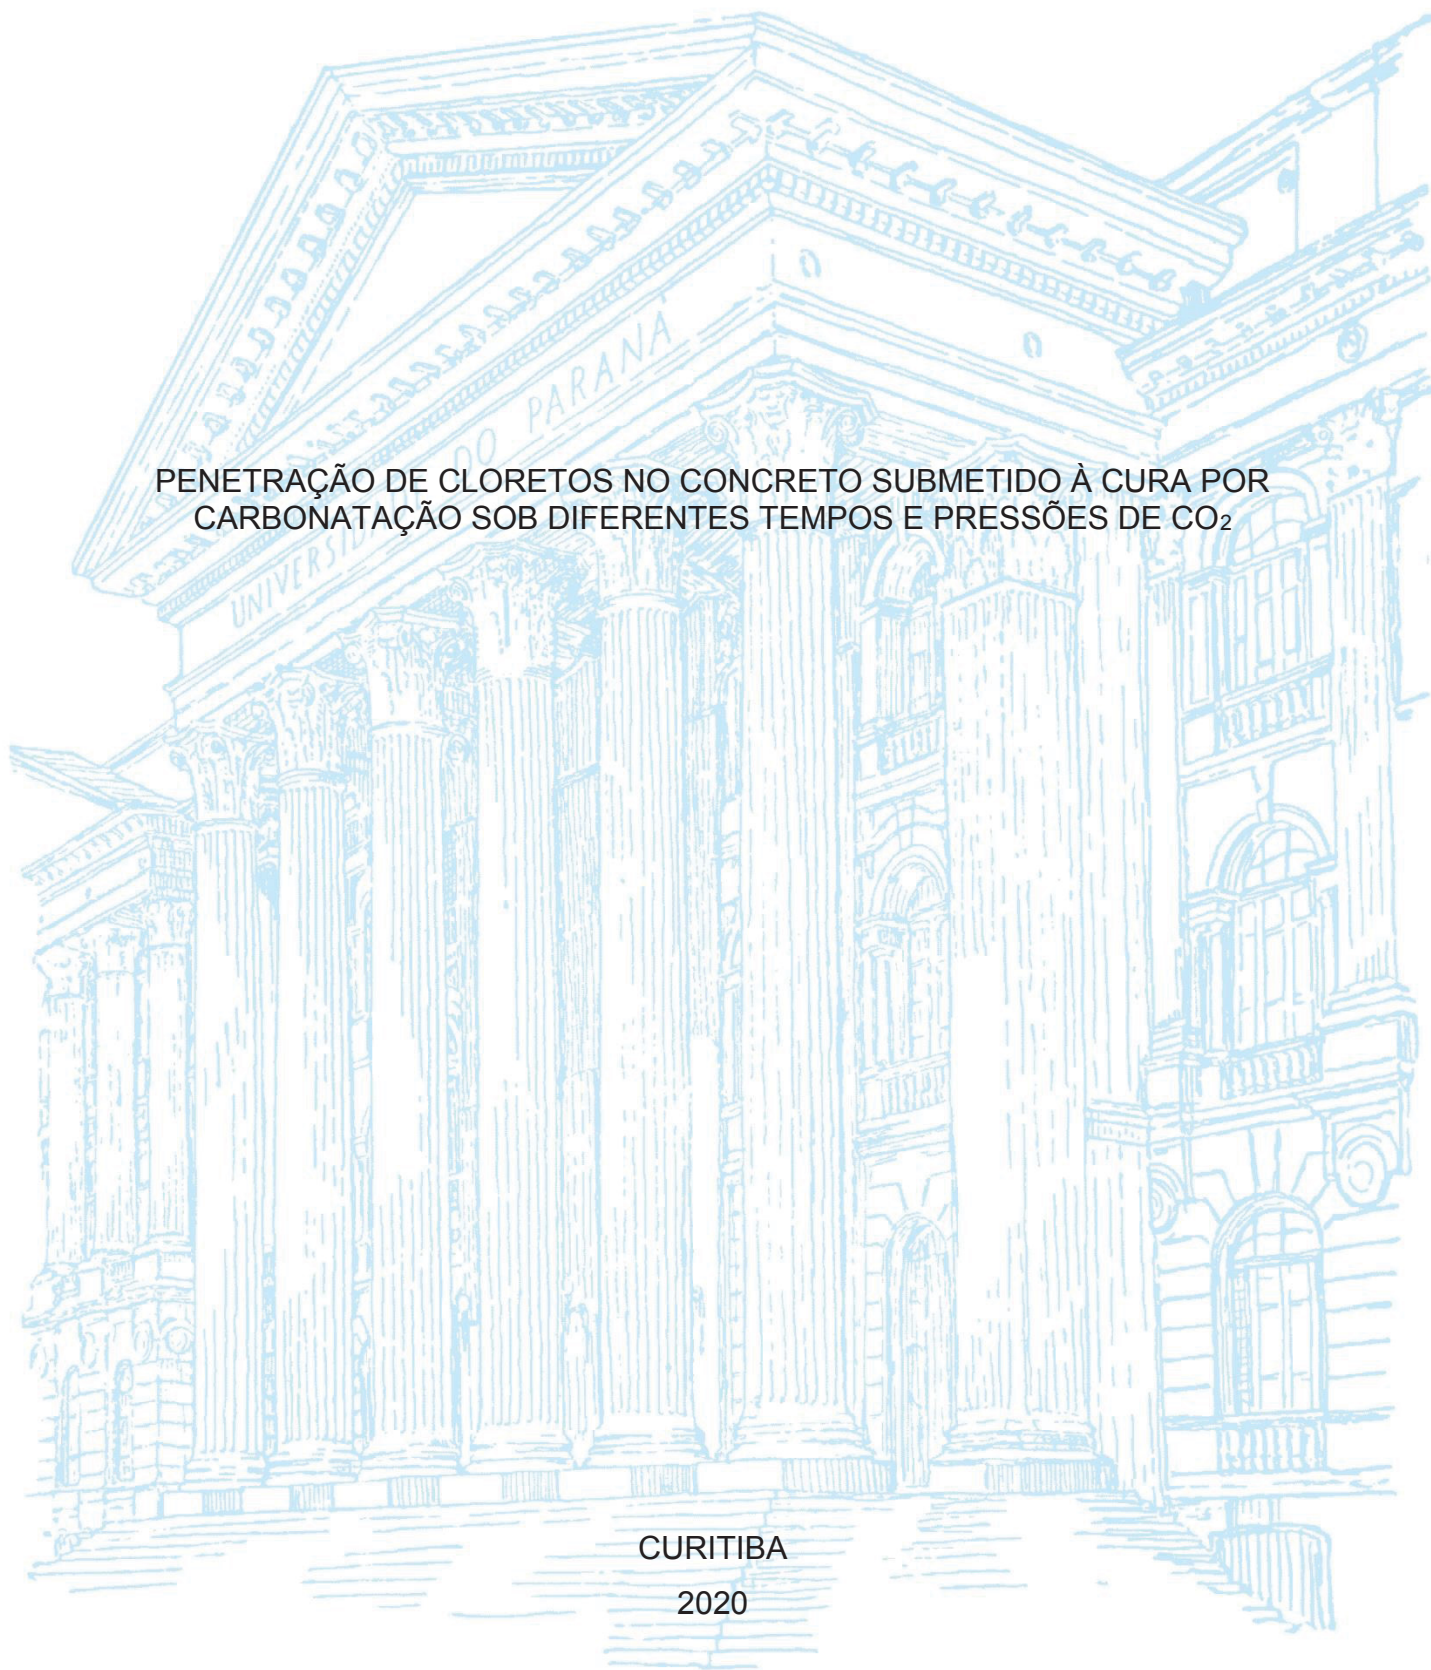 UNIVERSI DO PARANÁ
PENETRAÇÃO DE CLORETOS NO CONCRETO SUBMETIDO À CURA POR
CARBONATAÇÃO SOB DIFERENTES TEMPOS E PRESSÕES DE CO2
CURITIBA
2020